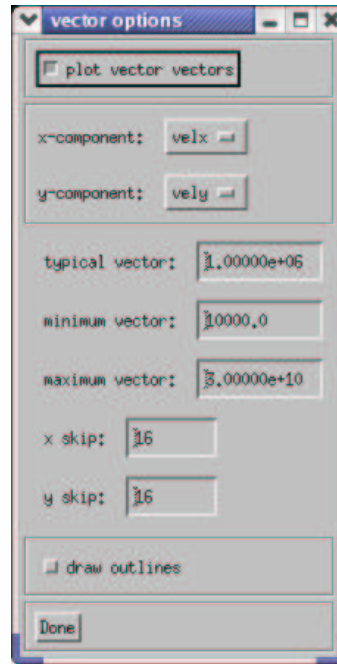 vector options
plot vector vectors
x-component: velx
y-component: vely
typical vector: 1.00000e+06
minimum vector: 10000.0
maximum vector: 3.00000e+10
x skip: 16
y skip: 16
draw outlines
Done